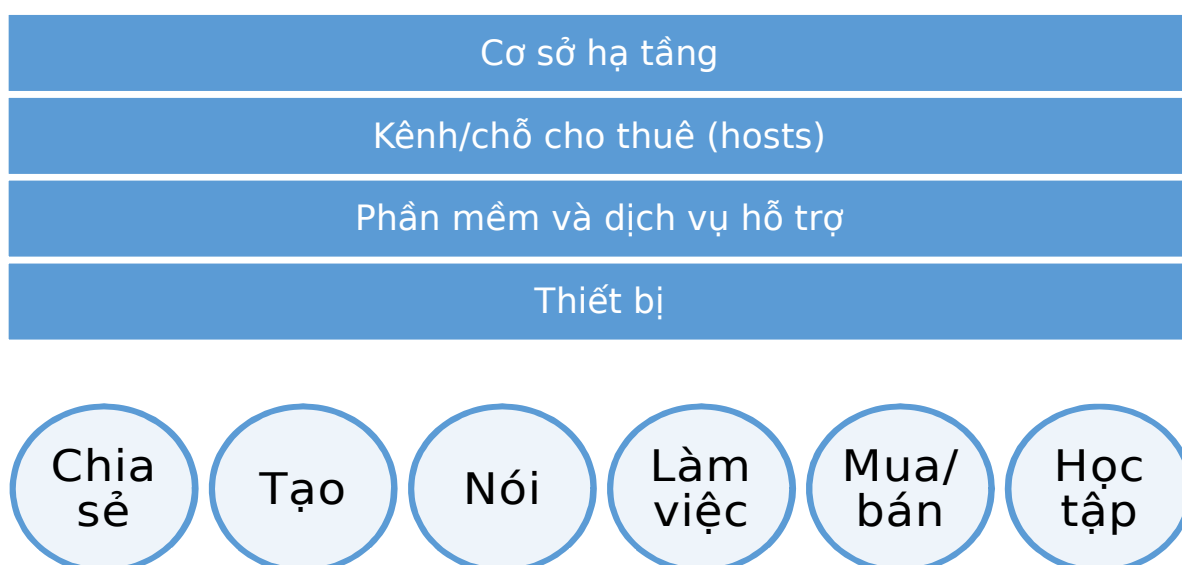 Cơ sở hạ tầng
Kênh/chỗ cho thuê (hosts)
Phần mềm và dịch vụ hỗ trợ
Thiết bị
Chia
sẻ
Tạo
Nói
Làm
việc
Mua/
bán
Học
tập